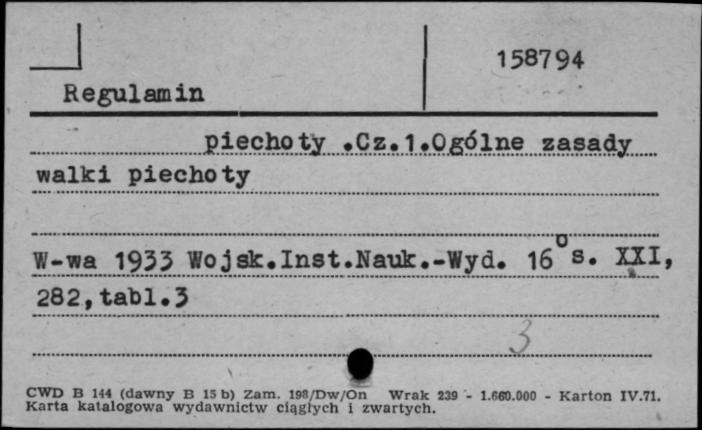 158794
Regulamin
piechoty .Cz.1.Ogólne zasady
walki piechoty
W-wa 1933 Wojsk.Inst.Nauk.-Wyd. 16° s. XXI,
282,tabl.3
3
CWD B 144 (dawny B 15 b) Zam. 198/Dw/On Wrak 239 - 1.660.000 - Karton IV.71.
Karta katalogowa wydawnictw ciągłych i zwartych.